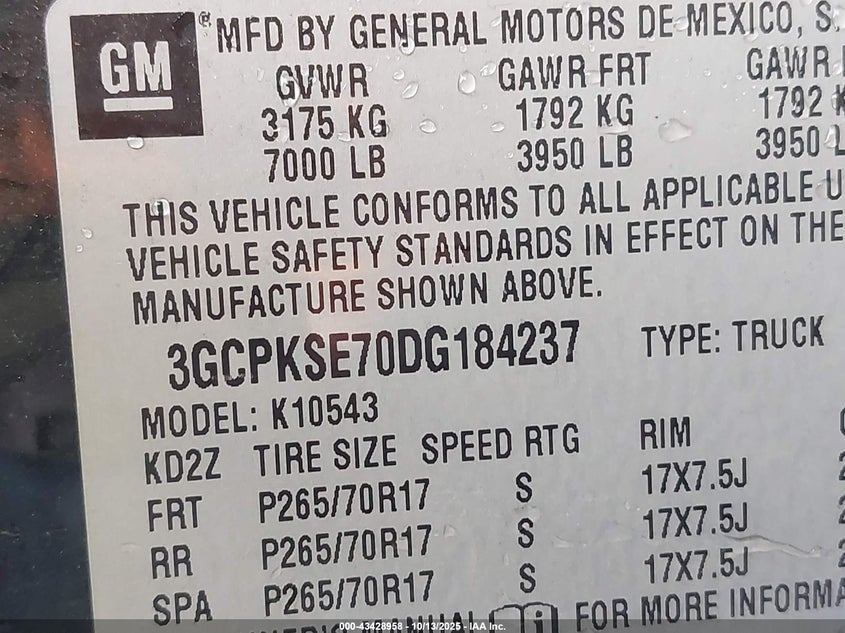 GM ® MFD BY GENERAL MOTORS DE MEXICO, S.
GVWR GAWR FRT GAWR
3175 KG 1792 KG 1792
7000 LB 3950 LB 3950
THIS VEHICLE CONFORMS TO ALL APPLICABLE U
VEHICLE SAFETY STANDARDS IN EFFECT ON THE
MANUFACTURE SHOWN ABOVE.
3GCPKSE70DG184237 TYPE: TRUCK
MODEL: K10543
KD2Z TIRE SIZE SPEED RTG RIM
FRT P265/70R17 S 17X7.5J
RR P265/70R17 S 17X7.5J
SPA P265/70R17 S 17X7.5J
FOR MORE INFORMA
000-43428958 - 10/13/2025 - IAA Inc.